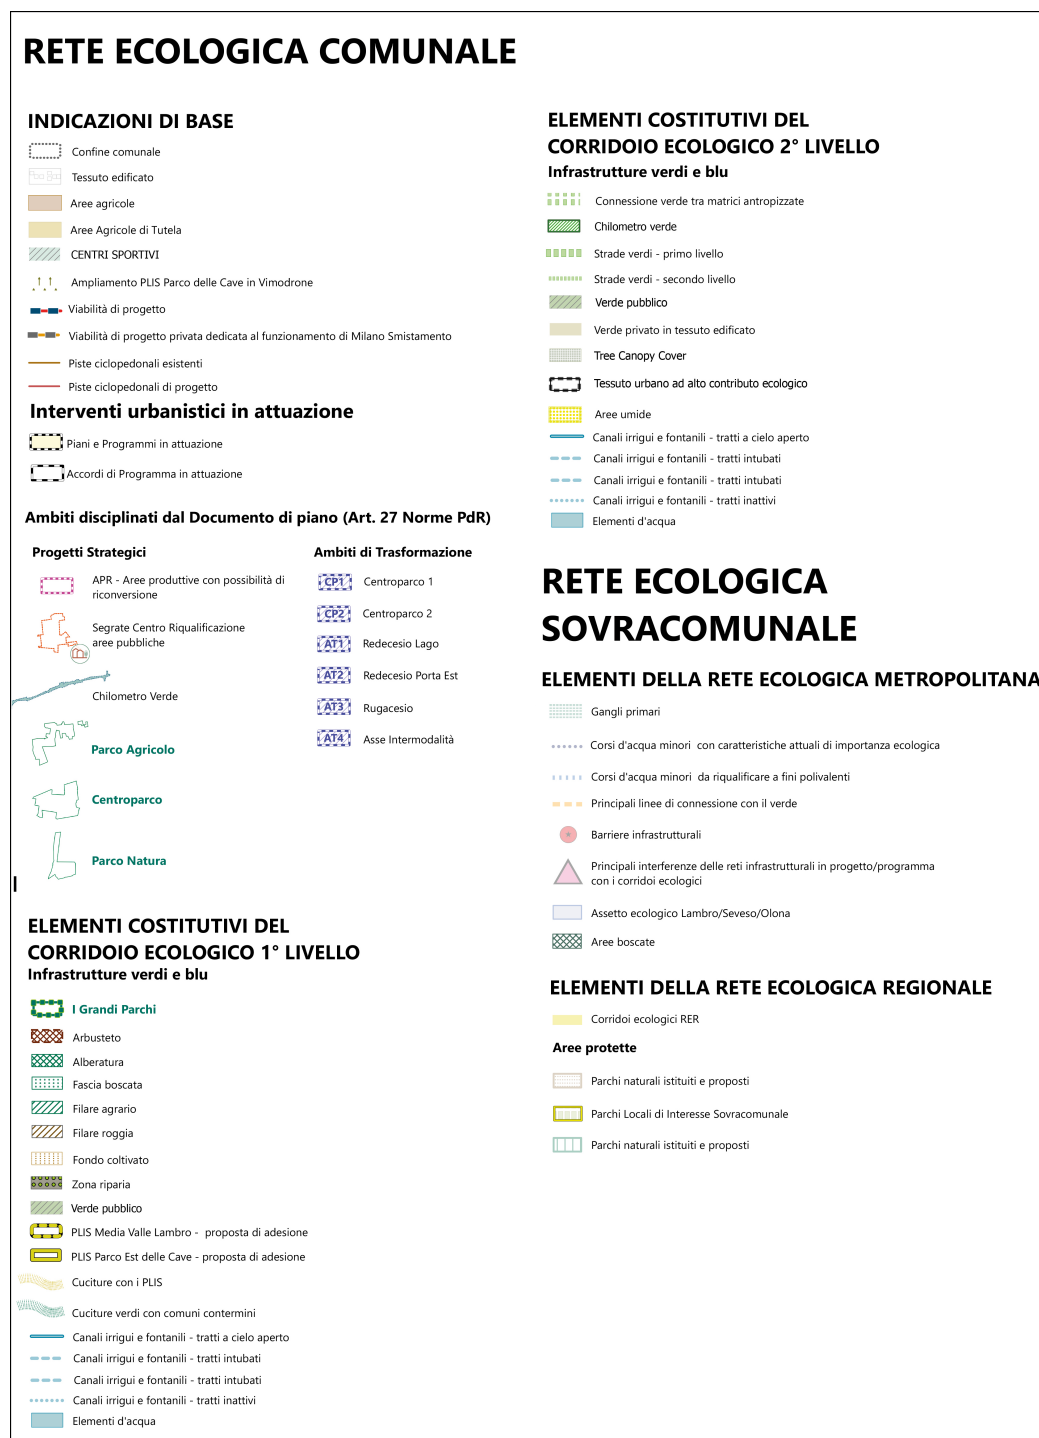 RETE ECOLOGICA COMUNALE
INDICAZIONI DI BASE
Confine comunale
Tessuto edificato
Aree agricole
Aree Agricole di Tutela
CENTRI SPORTIVI
Ampliamento PLIS Parco delle Cave in Vimodrone
Viabilità di progetto
Viabilità di progetto privata dedicata al funzionamento di Milano Smistamento
Piste ciclopedonali esistenti
Piste ciclopedonali di progetto
Interventi urbanistici in attuazione
Piani e Programmi in attuazione
Accordi di Programma in attuazione
Ambiti disciplinati dal Documento di piano (Art. 27 Norme PdR)
Progetti Strategici
APR - Aree produttive con possibilità di
riconversione
Segrate Centro Riqualificazione
aree pubbliche
Chilometro Verde
Parco Agricolo
Centroparco
Parco Natura
Ambiti di Trasformazione
CP1 Centroparco 1
CP2 Centroparco 2
AT1 Redecesio Lago
AT2 Redecesio Porta Est
AT3 Rugacesio
AT4 Asse Intermodalità
I
ELEMENTI COSTITUTIVI DEL
CORRIDOIO ECOLOGICO 1° LIVELLO
Infrastrutture verdi e blu
I Grandi Parchi
Arbusteto
Alberatura
Fascia boscata
Filare agrario
Filare roggia
Fondo coltivato
Zona riparia
Verde pubblico
PLIS Media Valle Lambro - proposta di adesione
PLIS Parco Est delle Cave - proposta di adesione
Cuciture con i PLIS
Cuciture verdi con comuni contermini
Canali irrigui e fontanili - tratti a cielo aperto
Canali irrigui e fontanili - tratti intubati
Canali irrigui e fontanili - tratti intubati
Canali irrigui e fontanili - tratti inattivi
Elementi d'acqua
ELEMENTI COSTITUTIVI DEL
CORRIDOIO ECOLOGICO 2° LIVELLO
Infrastrutture verdi e blu
Connessione verde tra matrici antropizzate
Chilometro verde
Strade verdi - primo livello
Strade verdi - secondo livello
Verde pubblico
Verde privato in tessuto edificato
Tree Canopy Cover
Tessuto urbano ad alto contributo ecologico
Aree umide
Canali irrigui e fontanili - tratti a cielo aperto
Canali irrigui e fontanili - tratti intubati
Canali irrigui e fontanili - tratti intubati
Canali irrigui e fontanili - tratti inattivi
Elementi d'acqua
RETE ECOLOGICA
SOVRACOMUNALE
ELEMENTI DELLA RETE ECOLOGICA METROPOLITANA
Gangli primari
Corsi d'acqua minori con caratteristiche attuali di importanza ecologica
Corsi d'acqua minori da riqualificare a fini polivalenti
Principali linee di connessione con il verde
Barriere infrastrutturali
Principali interferenze delle reti infrastrutturali in progetto/programma
con i corridoi ecologici
Assetto ecologico Lambro/Seveso/Olona
Aree boscate
ELEMENTI DELLA RETE ECOLOGICA REGIONALE
Corridoi ecologici RER
Aree protette
Parchi naturali istituiti e proposti
Parchi Locali di Interesse Sovracomunale
Parchi naturali istituiti e proposti